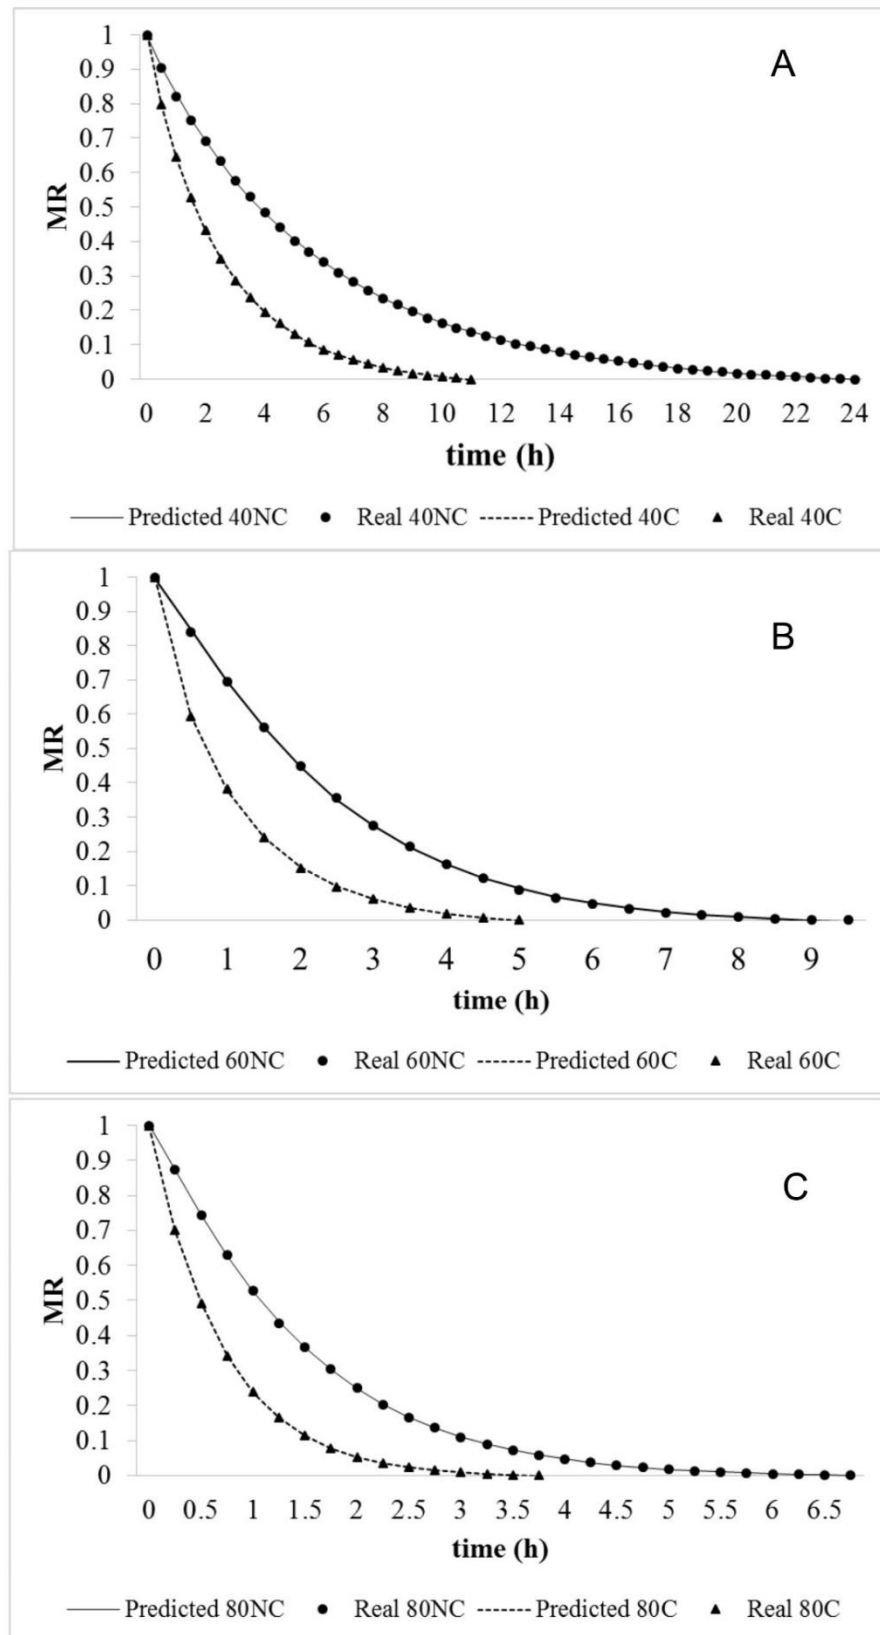 A
1
0.9
0.8
0.7
0.6
0.5
0.4
0.3
0.2
0.1
0
MR
0 2 4 6 8 10 12 14 16 18 20 22 24
time (h)
Predicted 40NC Real 40NC Predicted 40C Real 40C
B
1
0.9
0.8
0.7
0.6
0.5
0.4
0.3
0.2
0.1
0
MR
0 1 2 3 4 5 6 7 8 9
time (h)
Predicted 60NC Real 60NC Predicted 60C Real 60C
C
1
0.9
0.8
0.7
0.6
0.5
0.4
0.3
0.2
0.1
0
MR
0 0.5 1 1.5 2 2.5 3 3.5 4 4.5 5 5.5 6 6.5
time (h)
Predicted 80NC Real 80NC Predicted 80C Real 80C